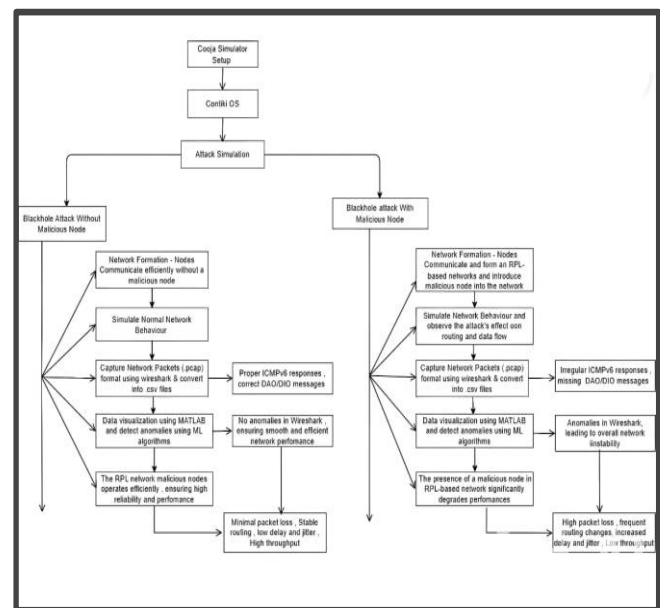 Cooja Simulator
Setup
Contiki OS
Attack Simulation
Blackhole Attack Without
Malicious Node
Network Formation - Nodes
Communicate efficiently without a
malicious node
Simulate Normal Network
Behaviour
Capture Network Packets (.pcap)
format using wireshark & convert
into .csv files
Proper ICMPv6 responses ,
correct DAO/DIO messages
Data visualization using MATLAB
and detect anomalies using ML
algorithms
No anomalies in Wireshark ,
ensuring smooth and efficient
network perfomance
The RPL network malicious nodes
operates efficiently , ensuring high
reliability and perfomance
Minimal packet loss , Stable
routing , low delay and jitter ,
High throughput
Blackhole attack With
Malicious Node
Network Formation - Nodes
Communicate and form an RPL-
based networks and introduce
malicious node into the network
Simulate Network Behaviour and
observe the attack's effect oon
routing and data flow
Capture Network Packets (.pcap)
format using wireshark & convert
into .csv files
Irregular ICMPv6 responses ,
missing DAO/DIO messages
Data visualization using MATLAB
and detect anomalies using ML
algorithms
Anomalies in Wireshark,
leading to overall network
Iinstability
The presence of a malicious node in
RPL-based network significantly
degrades perfomances
High packet loss , frequent
routing changes, increased
delay and jitter , Low throughput